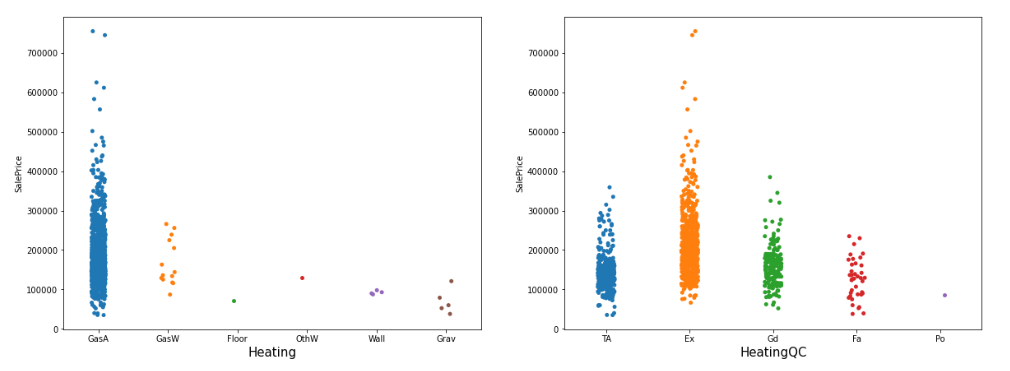 700000
600000
500000
400000
300000
200000
100000
0
SalePrice
GasA GasW Floor OthW Wall Grav
Heating
700000
600000
500000
400000
300000
200000
100000
0
SalePrice
TA Ex Gd Fa Po
HeatingQC